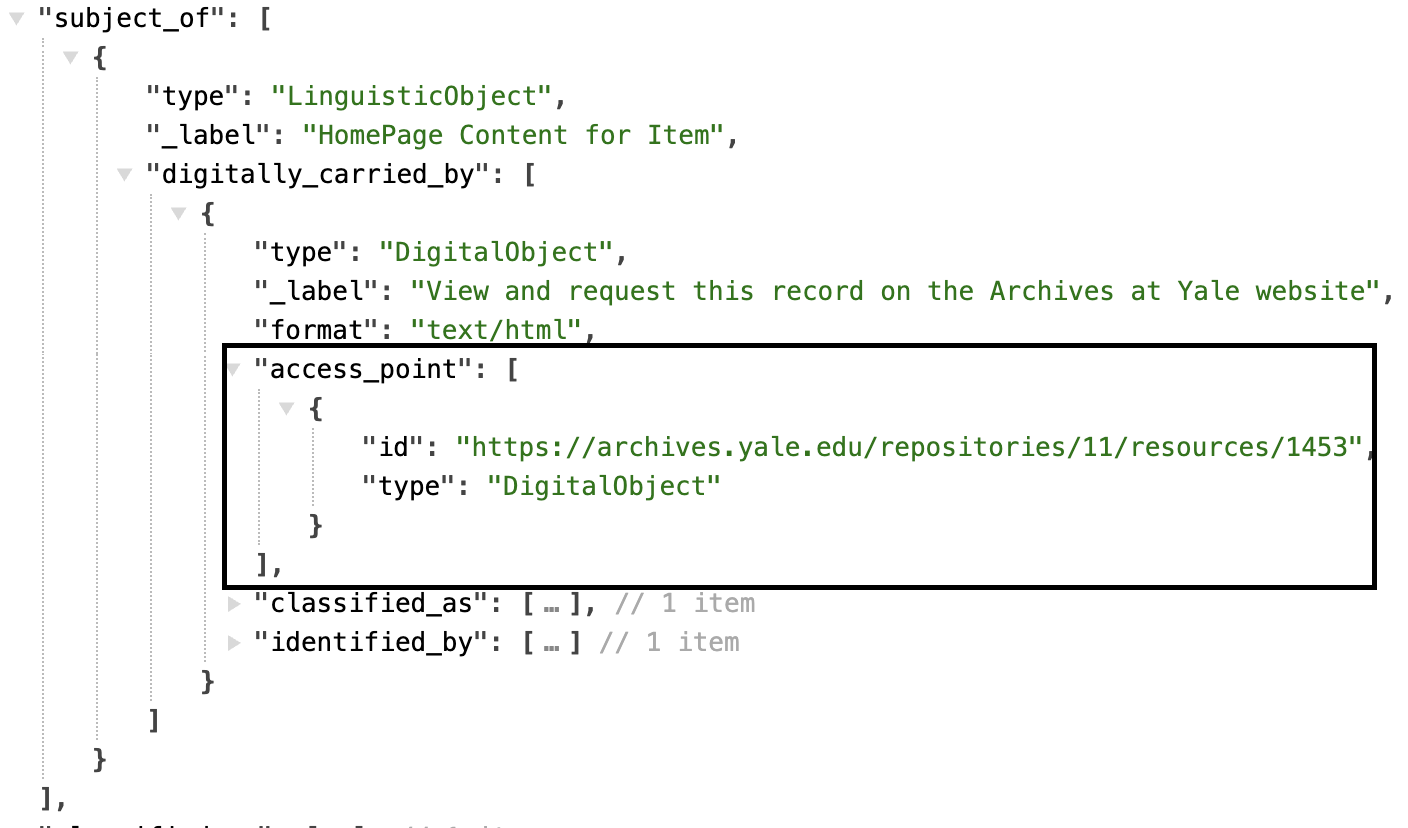 "subject_of": [
{
"type": "LinguisticObject",
"_label": "HomePage Content for Item",
"digitally_carried_by": [
{
"type": "DigitalObject",
"_label": "View and request this record on the Archives at Yale website",
"format": "text/html",
"access_point": [
{
"id": "https://archives.yale.edu/repositories/11/resources/1453",
"type": "DigitalObject"
}
],
"classified_as": [ … ], // 1 item
"identified_by": [ … ] // 1 item
}
]
}
],